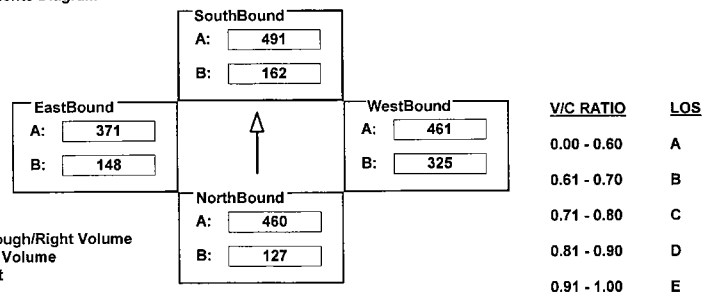 SouthBound
A: 491
B: 162
EastBound
A: 371
B: 148
WestBound
A: 461
B: 325
NorthBound
A: 460
B: 127
V/C RATIO LOS
0.00 - 0.60 A
0.61 - 0.70 B
0.71 - 0.80 C
0.81 - 0.90 D
0.91 - 1.00 E
ough/Right Volume
Volume